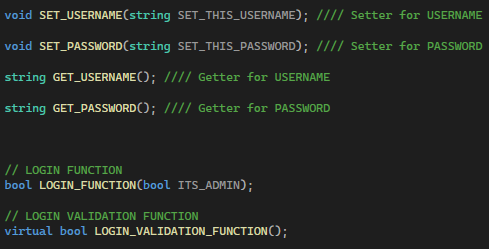 void SET_USERNAME(string SET_THIS_USERNAME); //// Setter for USERNAME
void SET_PASSWORD(string SET_THIS_PASSWORD); //// Setter for PASSWORD
string GET_USERNAME(); //// Getter for USERNAME
string GET_PASSWORD(); //// Getter for PASSWORD
// LOGIN FUNCTION
bool LOGIN_FUNCTION(bool ITS_ADMIN);
// LOGIN VALIDATION FUNCTION
virtual bool LOGIN_VALIDATION_FUNCTION();